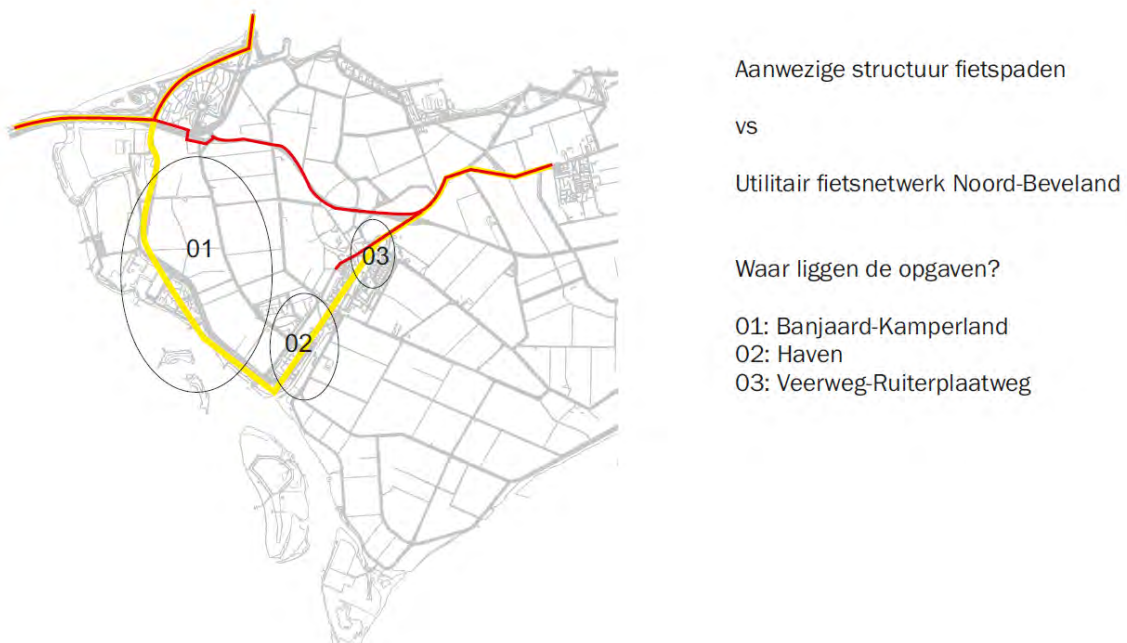 Aanwezige structuur fietspaden
vs
Utilitair fietsnetwerk Noord-Beveland
Waar liggen de opgaven?
01: Banjaard-Kamperland
02: Haven
03: Veerweg-Ruiterplaatweg
01
03
02